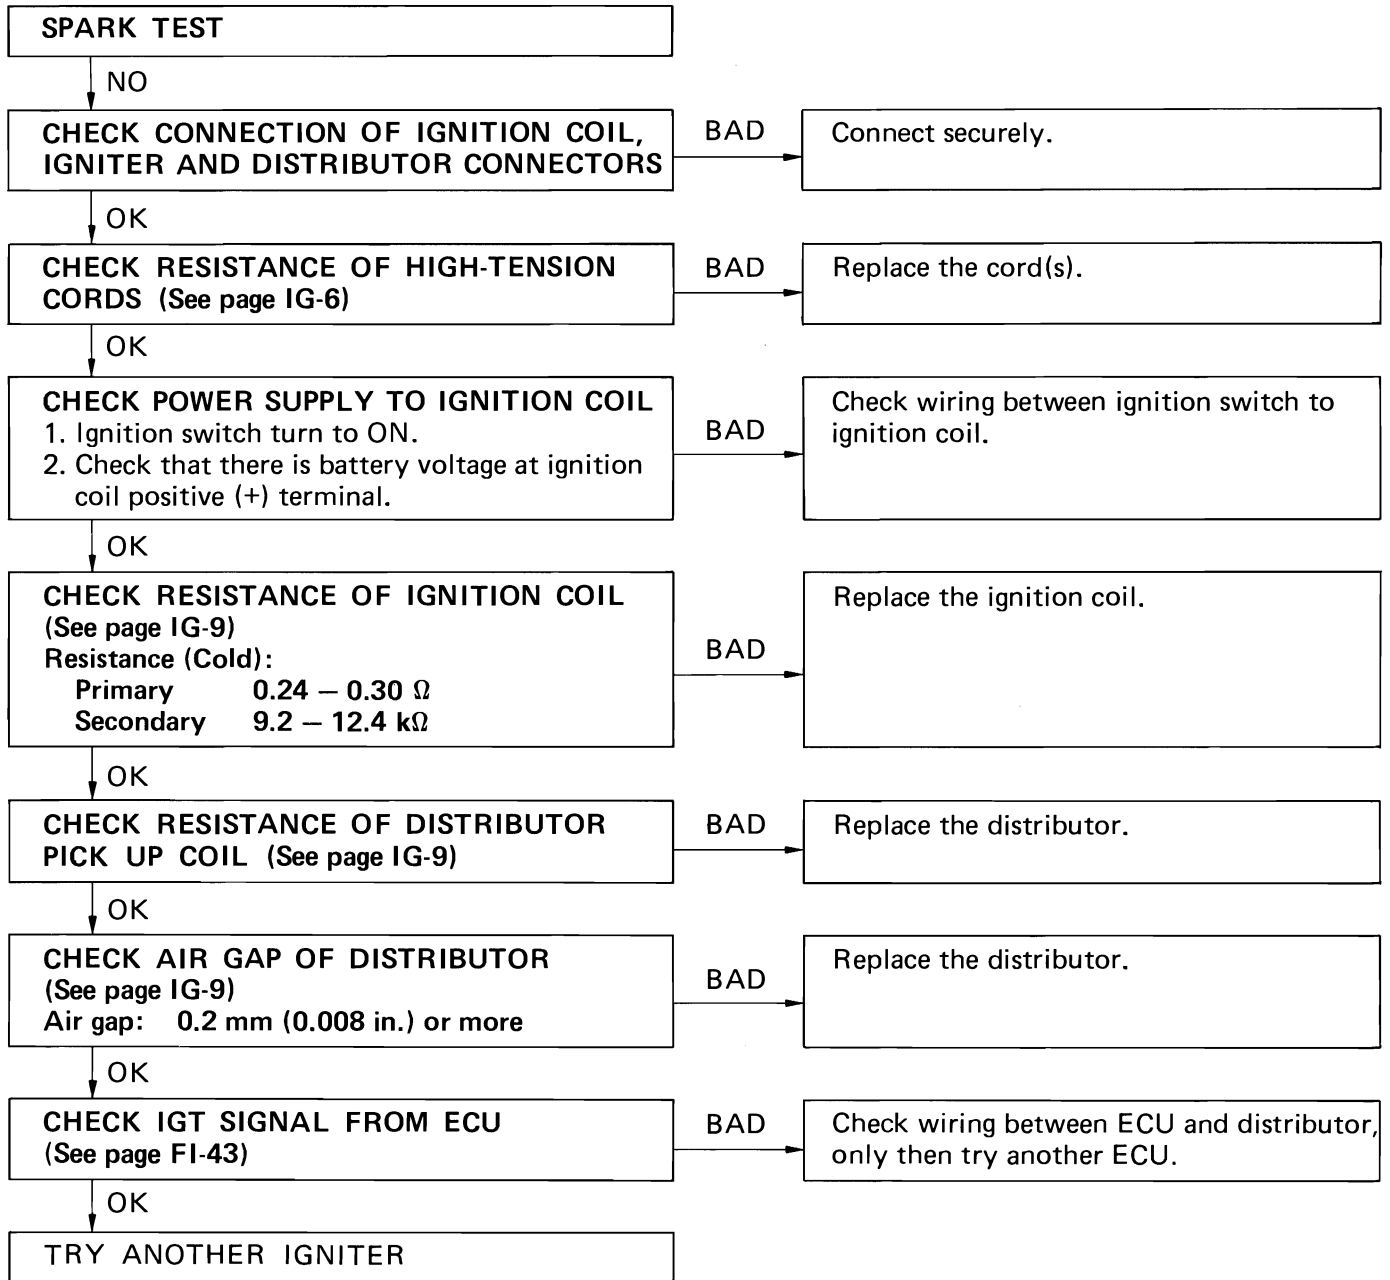 SPARK TEST
NO
CHECK CONNECTION OF IGNITION COIL,
IGNITER AND DISTRIBUTOR CONNECTORS
BAD
Connect securely.
OK
CHECK RESISTANCE OF HIGH-TENSION
CORDS (See page IG-6)
BAD
Replace the cord(s).
OK
CHECK POWER SUPPLY TO IGNITION COIL
1. Ignition switch turn to ON.
2. Check that there is battery voltage at ignition
coil positive (+) terminal.
BAD
Check wiring between ignition switch to
ignition coil.
OK
CHECK RESISTANCE OF IGNITION COIL
(See page IG-9)
Resistance (Cold):
Primary 0.24 — 0.30 Ω
Secondary 9.2 — 12.4 kΩ
BAD
Replace the ignition coil.
OK
CHECK RESISTANCE OF DISTRIBUTOR
PICK UP COIL (See page IG-9)
BAD
Replace the distributor.
OK
CHECK AIR GAP OF DISTRIBUTOR
(See page IG-9)
Air gap: 0.2 mm (0.008 in.) or more
BAD
Replace the distributor.
OK
CHECK IGT SIGNAL FROM ECU
(See page FI-43)
BAD
Check wiring between ECU and distributor,
only then try another ECU.
OK
TRY ANOTHER IGNITER